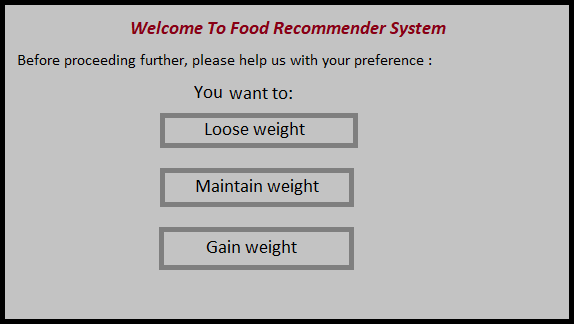 Welcome To Food Recommender System
Before proceeding further, please help us with your preference :
You want to:
Loose weight
Maintain weight
Gain weight